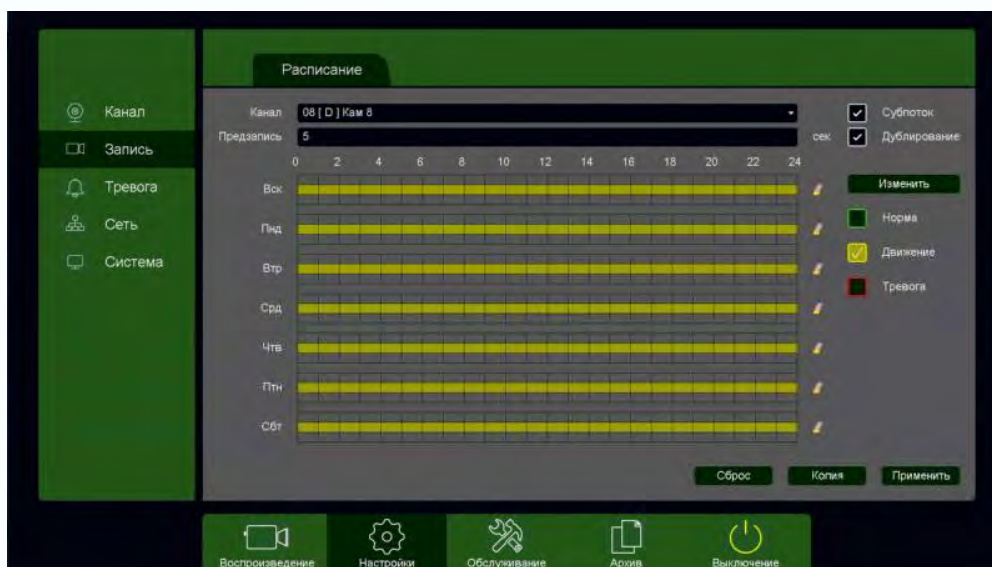 Расписание
Канал
Запись
Тревога
Сеть
Система
Канал 08 [ D ] Кам 8
Предзапись 5 сек
Субпоток
Дублирование
0 2 4 6 8 10 12 14 16 18 20 22 24
Вск
Пнд
Втр
Срд
Чтв
Птн
Сбт
Изменить
Норма
Движение
Тревога
Сброс Копия Применить
Воспроизведение Настройки Обслуживание Архив Выключение